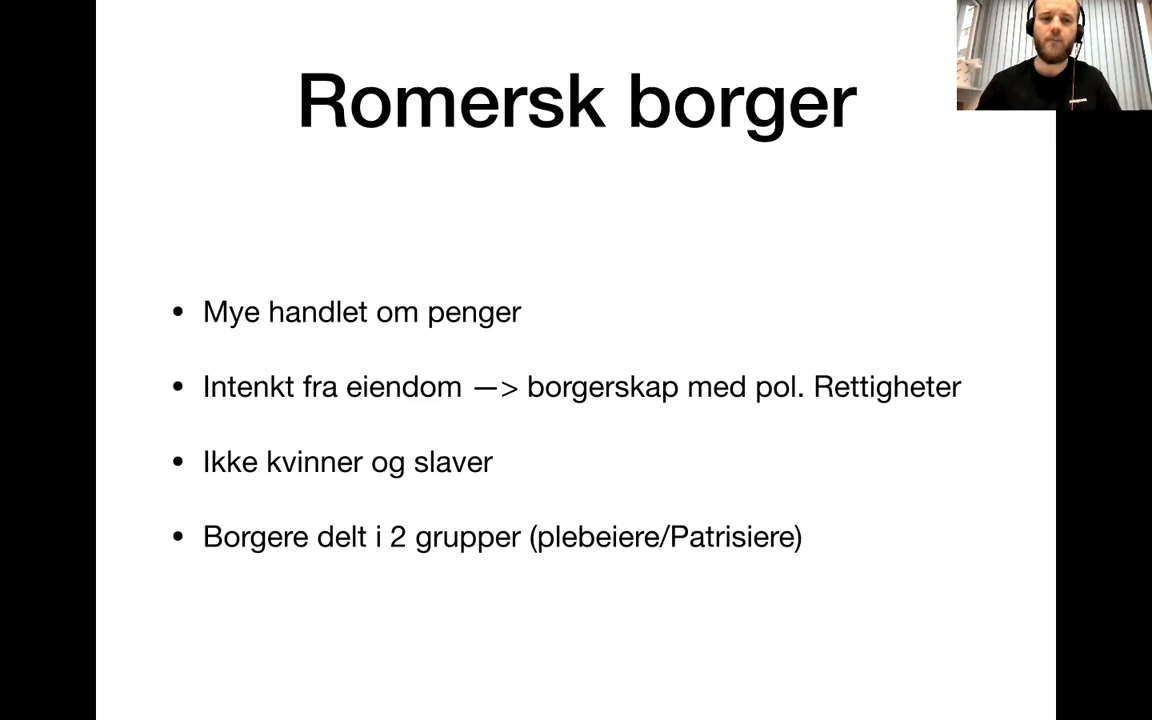 Romersk borger
• Mye handlet om penger
• Intenkt fra eiendom —> borgerskap med pol. Rettigheter
• Ikke kvinner og slaver
• Borgere delt i 2 grupper (plebeiere/Patrisiere)